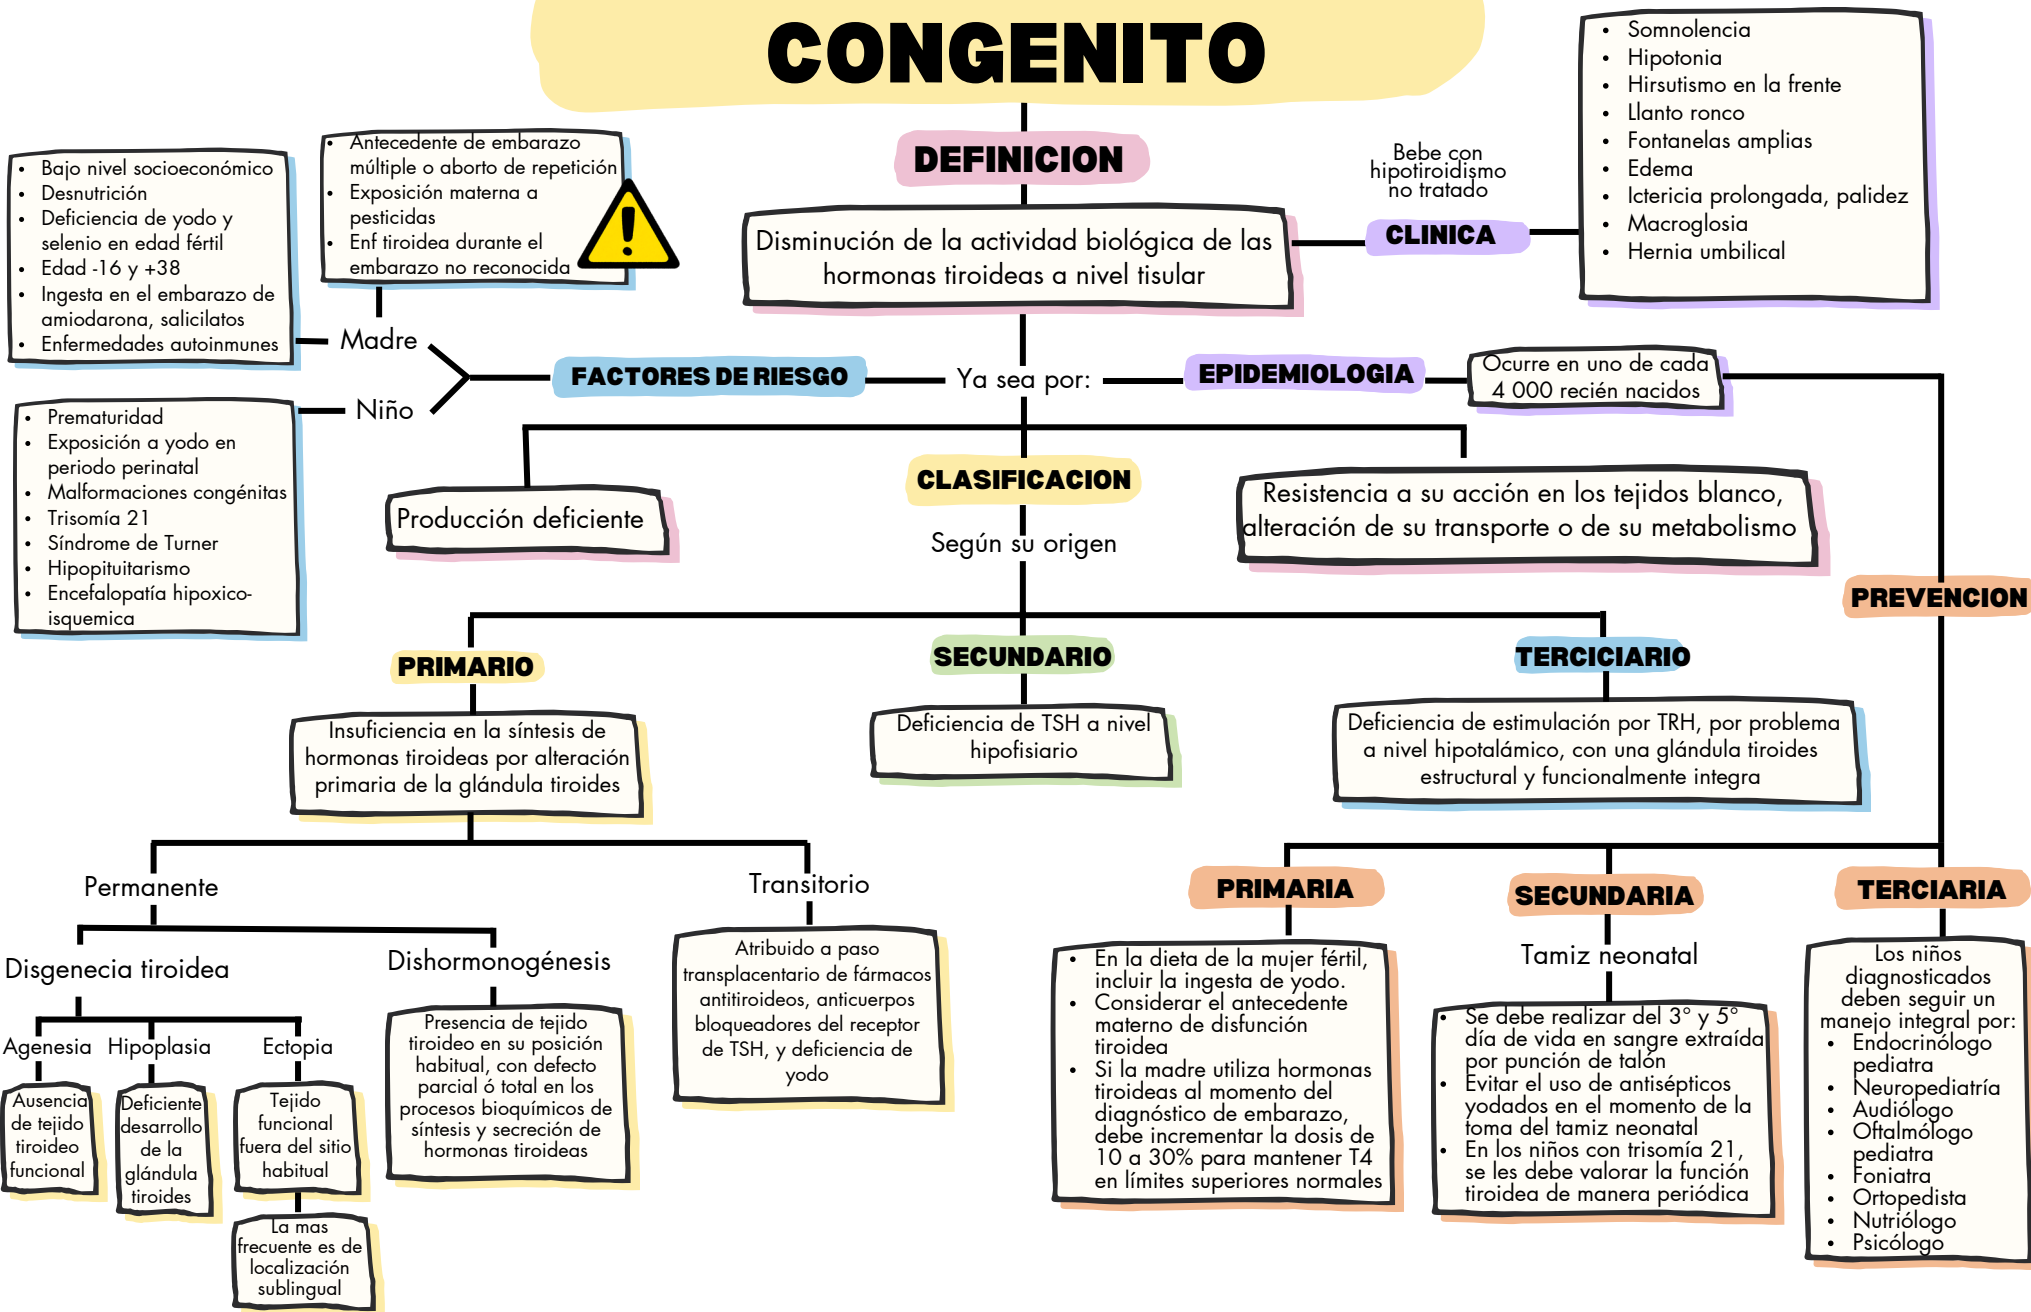 CONGENITO
DEFINICION
Disminución de la actividad biológica de las
hormonas tiroideas a nivel tisular
Bebe con
hipotiroidismo
no tratado
CLINICA
• Somnolencia
• Hipotonia
• Hirsutismo en la frente
• Llanto ronco
• Fontanelas amplias
• Edema
• Ictericia prolongada, palidez
• Macroglosia
• Hernia umbilical
• Bajo nivel socioeconómico
• Desnutrición
• Deficiencia de yodo y
selenio en edad fértil
• Edad -16 y +38
• Ingesta en el embarazo de
amiodarona, salicilatos
• Enfermedades autoinmunes
• Antecedente de embarazo
múltiple o aborto de repetición
• Exposición materna a
pesticidas
• Enf tiroidea durante el
embarazo no reconocida
!
Madre
Niño
• Prematuridad
• Exposición a yodo en
periodo perinatal
• Malformaciones congénitas
• Trisomía 21
• Síndrome de Turner
• Hipopituitarismo
• Encefalopatía hipoxico-
isquemica
FACTORES DE RIESGO
Ya sea por:
EPIDEMIOLOGIA
Ocurre en uno de cada
4 000 recién nacidos
Producción deficiente
CLASIFICACION
Según su origen
Resistencia a su acción en los tejidos blanco,
alteración de su transporte o de su metabolismo
PREVENCION
PRIMARIO
Insuficiencia en la síntesis de
hormonas tiroideas por alteración
primaria de la glándula tiroides
SECUNDARIO
Deficiencia de TSH a nivel
hipofisiario
TERCICIARIO
Deficiencia de estimulación por TRH, por problema
a nivel hipotalámico, con una glándula tiroides
estructural y funcionalmente integra
Permanente
Disgenecia tiroidea
Agenesia
Ausencia
de tejido
tiroideo
funcional
Hipoplasia
Deficiente
desarrollo
de la
glándula
tiroides
Ectopia
Tejido
funcional
fuera del sitio
habitual
La mas
frecuente es de
localización
sublingual
Dishormonogénesis
Presencia de tejido
tiroideo en su posición
habitual, con defecto
parcial ó total en los
procesos bioquímicos de
síntesis y secreción de
hormonas tiroideas
Transitorio
Atribuido a paso
transplacentario de fármacos
antitiroideos, anticuerpos
bloqueadores del receptor
de TSH, y deficiencia de
yodo
PRIMARIA
• En la dieta de la mujer fértil,
incluir la ingesta de yodo.
• Considerar el antecedente
materno de disfunción
tiroidea
• Si la madre utiliza hormonas
tiroideas al momento del
diagnóstico de embarazo,
debe incrementar la dosis de
10 a 30% para mantener T4
en límites superiores normales
SECUNDARIA
Tamiz neonatal
• Se debe realizar del 3° y 5°
día de vida en sangre extraída
por punción de talón
• Evitar el uso de antisépticos
yodados en el momento de la
toma del tamiz neonatal
• En los niños con trisomía 21,
se les debe valorar la función
tiroidea de manera periódica
TERCIARIA
Los niños
diagnosticados
deben seguir un
manejo integral por:
• Endocrinólogo
pediatra
• Neuropediatría
• Audiólogo
• Oftalmólogo
pediatra
• Foniatra
• Ortopedista
• Nutriólogo
• Psicólogo